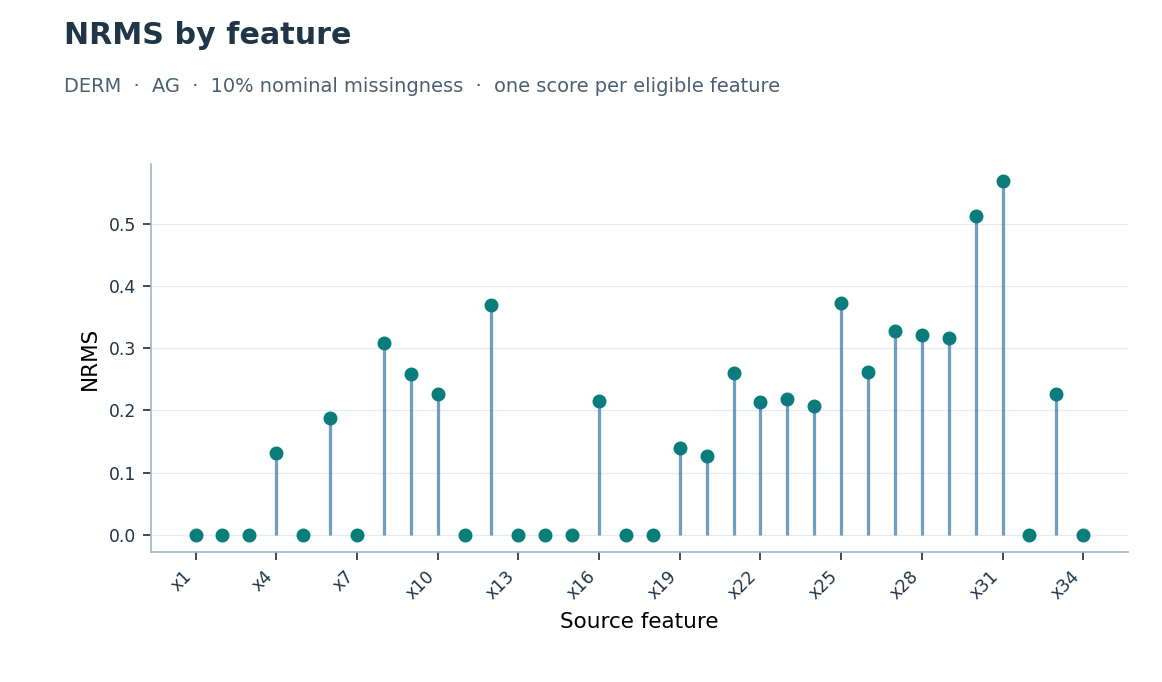 NRMS by feature
DERM · AG · 10% nominal missingness · one score per eligible feature
NRMS
0.5
0.4
0.3
0.2
0.1
0.0
x1 x4 x7 x10 x13 x16 x19 x22 x25 x28 x31 x34
Source feature